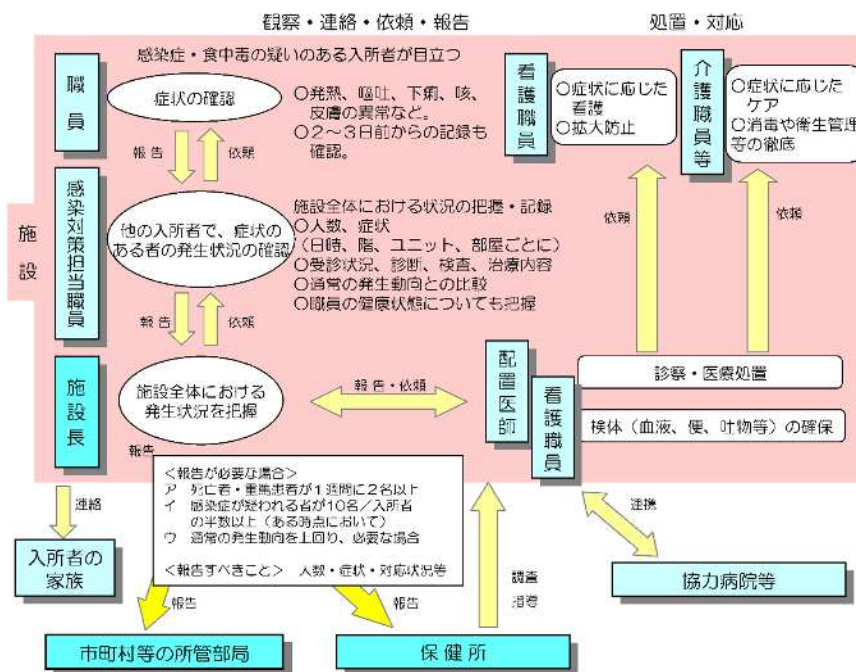 観察・連絡・依頼・報告
処置・対応
職員
感染症・食中毒の疑いのある入所者が目立つ
症状の確認
○発熱、嘔吐、下痢、咳、
皮膚の異常など。
○2～3日前からの記録も
確認。
看護職員
○症状に応じた
看護
○拡大防止
介護職員等
○症状に応じた
ケア
○消毒や衛生管理
等の徹底
報告
依頼
施設
感染対策担当職員
他の入所者で、症状の
ある者の発生状況の確認
施設全体における状況の把握・記録
○人数、症状
(日時、階、ユニット、部屋ごとに)
○受診状況、診断、検査、治療内容
○通常の発生動向との比較
○職員の健康状態についても把握
依頼
依頼
報告
依頼
施設長
施設全体における
発生状況を把握
報告・依頼
配置医師
看護職員
診察・医療処置
検体（血液、便、吐物等）の確保
報告
＜報告が必要な場合＞
ア 死亡者・重篤患者が1週間に2名以上
イ 感染症が疑われる者が10名／入所者
の半数以上（ある時点において）
ウ 通常の発生動向を上回り、必要な場合
＜報告すべきこと＞ 人数・症状・対応状況等
連絡
入所者の
家族
連携
協力病院等
調査
指導
報告
報告
市町村等の所管部局
保健所